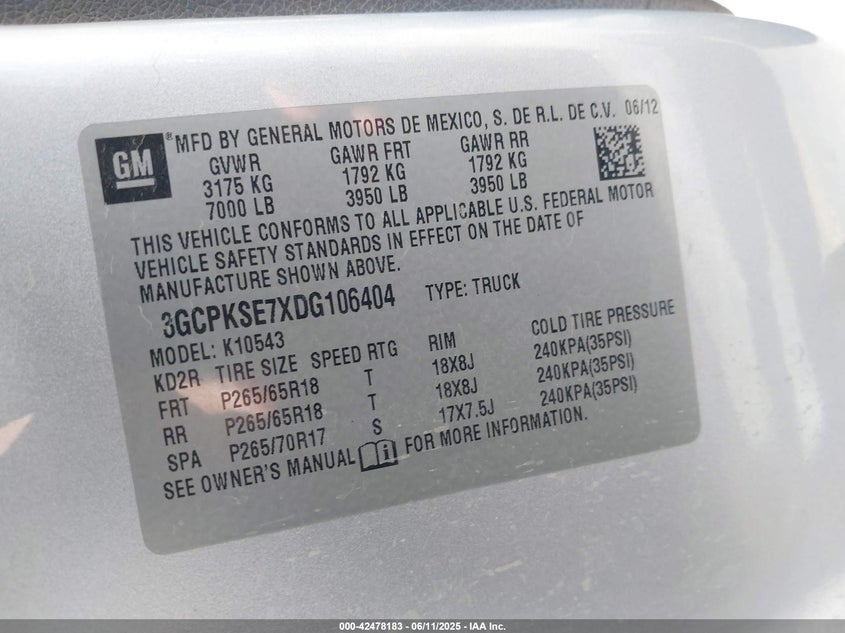 GM ® MFD BY GENERAL MOTORS DE MEXICO, S. DE R.L. DE C.V. 06/12
GVWR GAWR FRT GAWR RR
3175 KG 1792 KG 1792 KG
7000 LB 3950 LB 3950 LB
THIS VEHICLE CONFORMS TO ALL APPLICABLE U.S. FEDERAL MOTOR
VEHICLE SAFETY STANDARDS IN EFFECT ON THE DATE OF
MANUFACTURE SHOWN ABOVE.
3GCPKSE7XDG106404 TYPE: TRUCK
MODEL: K10543
KD2R TIRE SIZE SPEED RTG RIM COLD TIRE PRESSURE
FRT P265/65R18 T 18X8J 240KPA(35PSI)
RR P265/65R18 T 18X8J 240KPA(35PSI)
SPA P265/70R17 S 17X7.5J 240KPA(35PSI)
SEE OWNER'S MANUAL i FOR MORE INFORMATION.
000-42478183 - 06/11/2025 - IAA Inc.